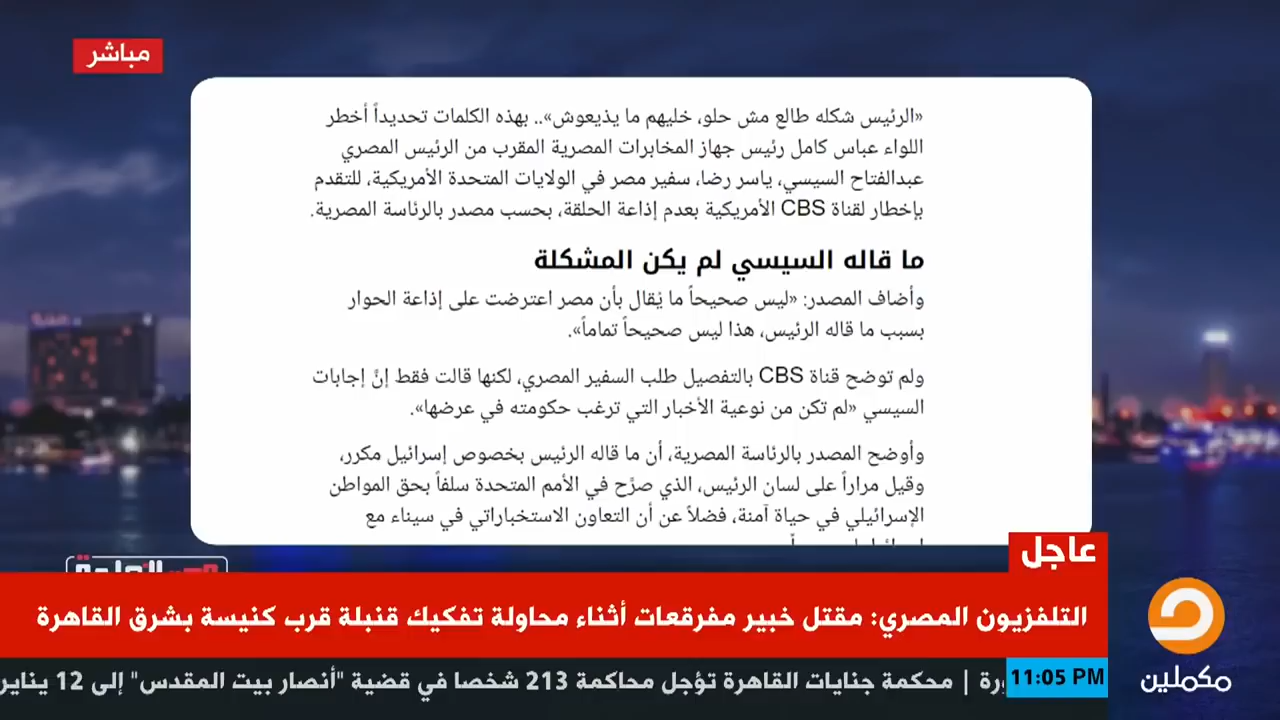 مباشر
«الرئيس شكله طالع مش حلو، خليهم ما يذيعوش».. بهذه الكلمات تحديداً أخطر
اللواء عباس كامل رئيس جهاز المخابرات المصرية المقرب من الرئيس المصري
عبدالفتاح السيسي، ياسر رضا، سفير مصر في الولايات المتحدة الأمريكية، للتقدم
بإخطار لقناة CBS الأمريكية بعدم إذاعة الحلقة، بحسب مصدر بالرئاسة المصرية.
ما قاله السيسي لم يكن المشكلة
وأضاف المصدر: «ليس صحيحاً ما يُقال بأن مصر اعترضت على إذاعة الحوار
بسبب ما قاله الرئيس، هذا ليس صحيحاً تماماً».
ولم توضح قناة CBS بالتفصيل طلب السفير المصري، لكنها قالت فقط إنَّ إجابات
السيسي «لم تكن من نوعية الأخبار التي ترغب حكومته في عرضها».
وأوضح المصدر بالرئاسة المصرية، أن ما قاله الرئيس بخصوص إسرائيل مكرر،
وقيل مراراً على لسان الرئيس، الذي صرَّح في الأمم المتحدة سلفاً بحق المواطن
الإسرائيلي في حياة آمنة، فضلاً عن أن التعاون الاستخباراتي في سيناء مع
عاجل
التلفزيون المصري: مقتل خبير مفرقعات أثناء محاولة تفكيك قنبلة قرب كنيسة بشرق القاهرة
ورة | محكمة جنايات القاهرة تؤجل محاكمة 213 شخصا في قضية "أنصار بيت المقدس" إلى 12 يناير
11:05 PM
مكملين